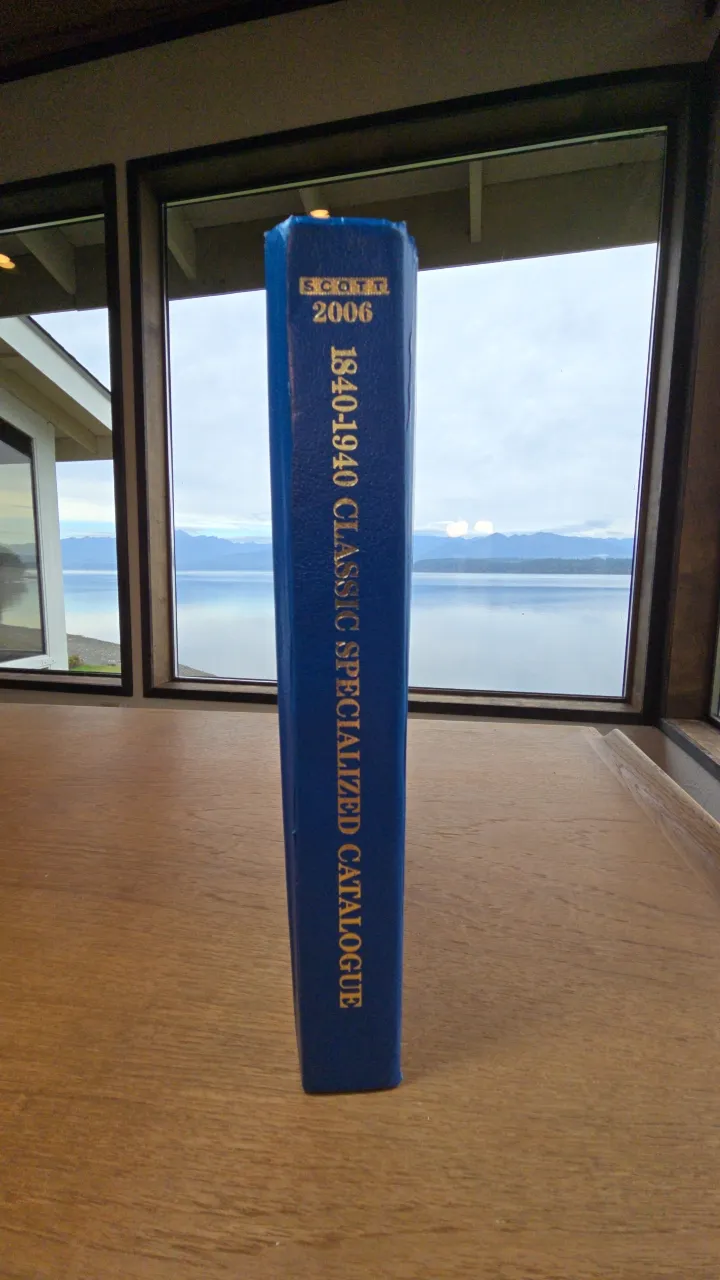 SCOTT
2006
1840-1940 CLASSIC SPECIALIZED CATALOGUE